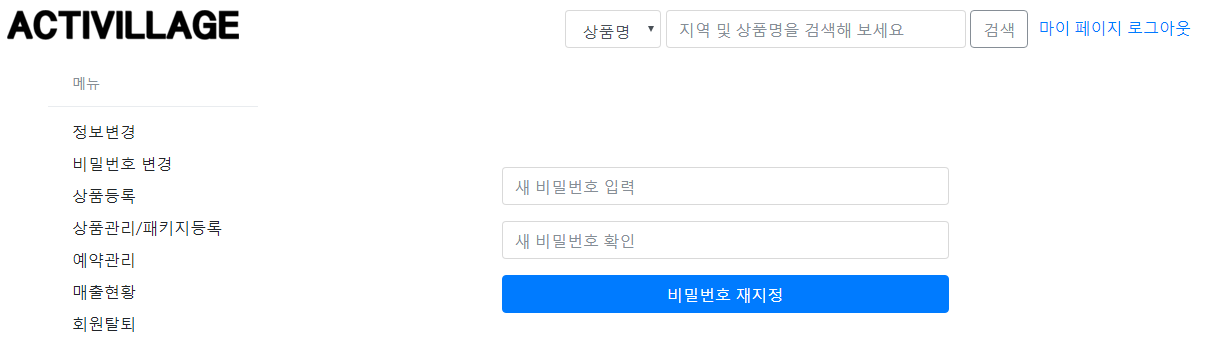 ACTIVILLAGE
상품명 지역 및 상품명을 검색해 보세요 검색 마이 페이지 로그아웃
메뉴
정보변경
비밀번호 변경
상품등록
상품관리/패키지등록
예약관리
매출현황
회원탈퇴
새 비밀번호 입력
새 비밀번호 확인
비밀번호 재지정